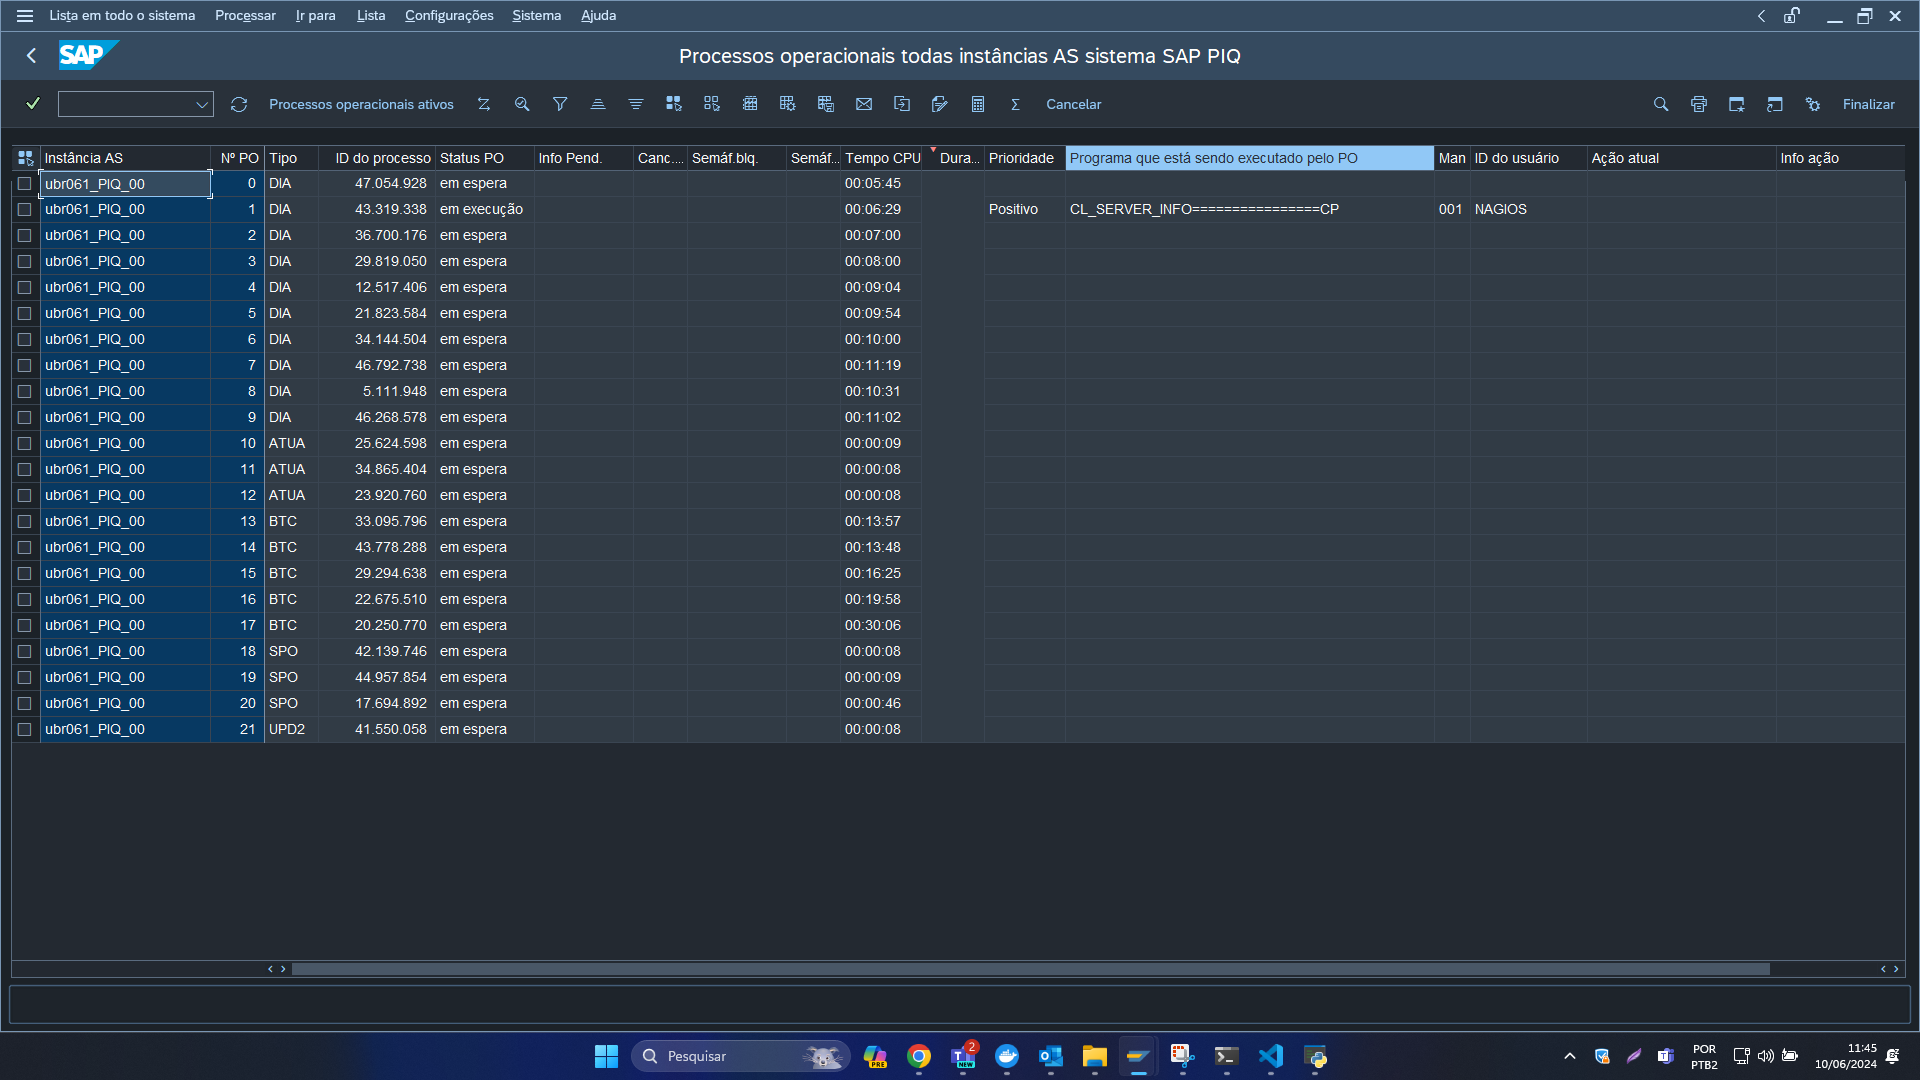 Lista em todo o sistema Processar Ir para Lista Configurações Sistema Ajuda
SAP Processos operacionais todas instâncias AS sistema SAP PIQ
Processos operacionais ativos Σ Cancelar Finalizar
Instância AS Nº PO Tipo ID do processo Status PO Info Pend. Canc.... Semáf.blq. Semáf... Tempo CPU Dura... Prioridade Programa que está sendo executado pelo PO Man ID do usuário Ação atual Info ação
ubr061_PIQ_00 0 DIA 47.054.928 em espera 00:05:45
ubr061_PIQ_00 1 DIA 43.319.338 em execução 00:06:29 Positivo CL_SERVER_INFO================CP 001 NAGIOS
ubr061_PIQ_00 2 DIA 36.700.176 em espera 00:07:00
ubr061_PIQ_00 3 DIA 29.819.050 em espera 00:08:00
ubr061_PIQ_00 4 DIA 12.517.406 em espera 00:09:04
ubr061_PIQ_00 5 DIA 21.823.584 em espera 00:09:54
ubr061_PIQ_00 6 DIA 34.144.504 em espera 00:10:00
ubr061_PIQ_00 7 DIA 46.792.738 em espera 00:11:19
ubr061_PIQ_00 8 DIA 5.111.948 em espera 00:10:31
ubr061_PIQ_00 9 DIA 46.268.578 em espera 00:11:02
ubr061_PIQ_00 10 ATUA 25.624.598 em espera 00:00:09
ubr061_PIQ_00 11 ATUA 34.865.404 em espera 00:00:08
ubr061_PIQ_00 12 ATUA 23.920.760 em espera 00:00:08
ubr061_PIQ_00 13 BTC 33.095.796 em espera 00:13:57
ubr061_PIQ_00 14 BTC 43.778.288 em espera 00:13:48
ubr061_PIQ_00 15 BTC 29.294.638 em espera 00:16:25
ubr061_PIQ_00 16 BTC 22.675.510 em espera 00:19:58
ubr061_PIQ_00 17 BTC 20.250.770 em espera 00:30:06
ubr061_PIQ_00 18 SPO 42.139.746 em espera 00:00:08
ubr061_PIQ_00 19 SPO 44.957.854 em espera 00:00:09
ubr061_PIQ_00 20 SPO 17.694.892 em espera 00:00:46
ubr061_PIQ_00 21 UPD2 41.550.058 em espera 00:00:08
Pesquisar PRE T 2 NEW POR 11:45
PTB2 10/06/2024